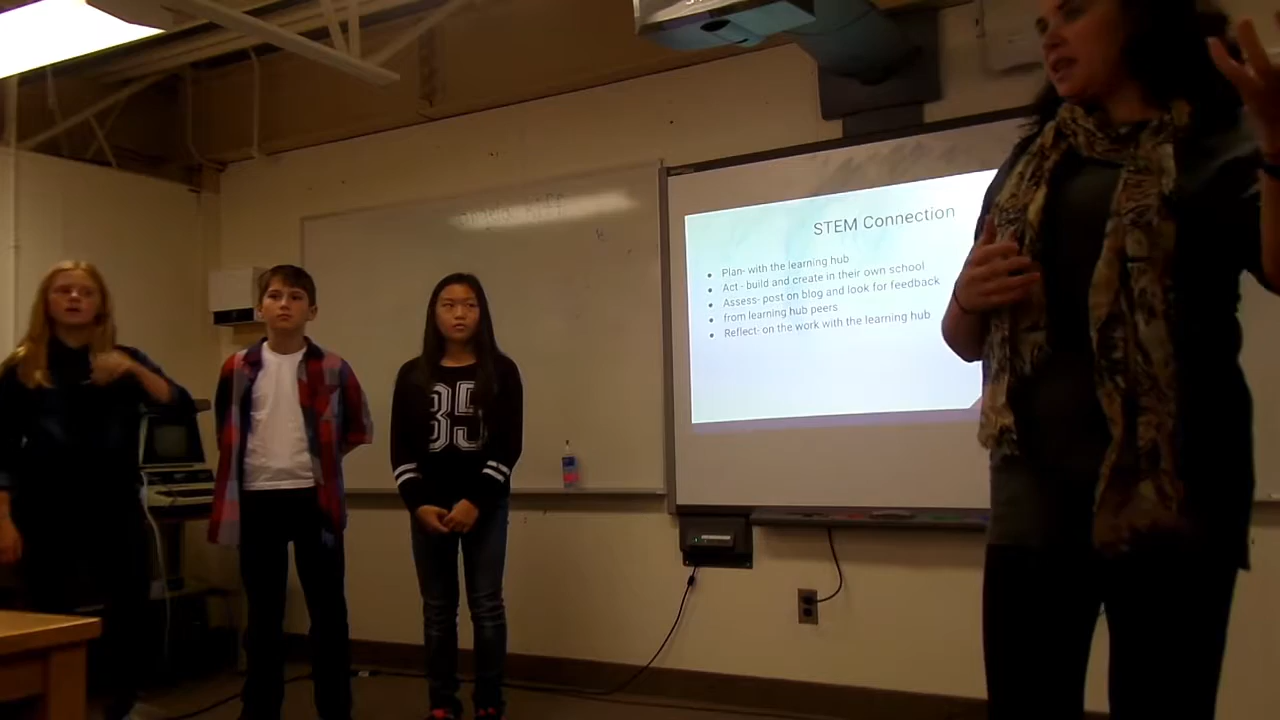 STEM Connection
• Plan- with the learning hub
• Act - build and create in their own school
• Assess- post on blog and look for feedback
• from learning hub peers
• Reflect- on the work with the learning hub
35